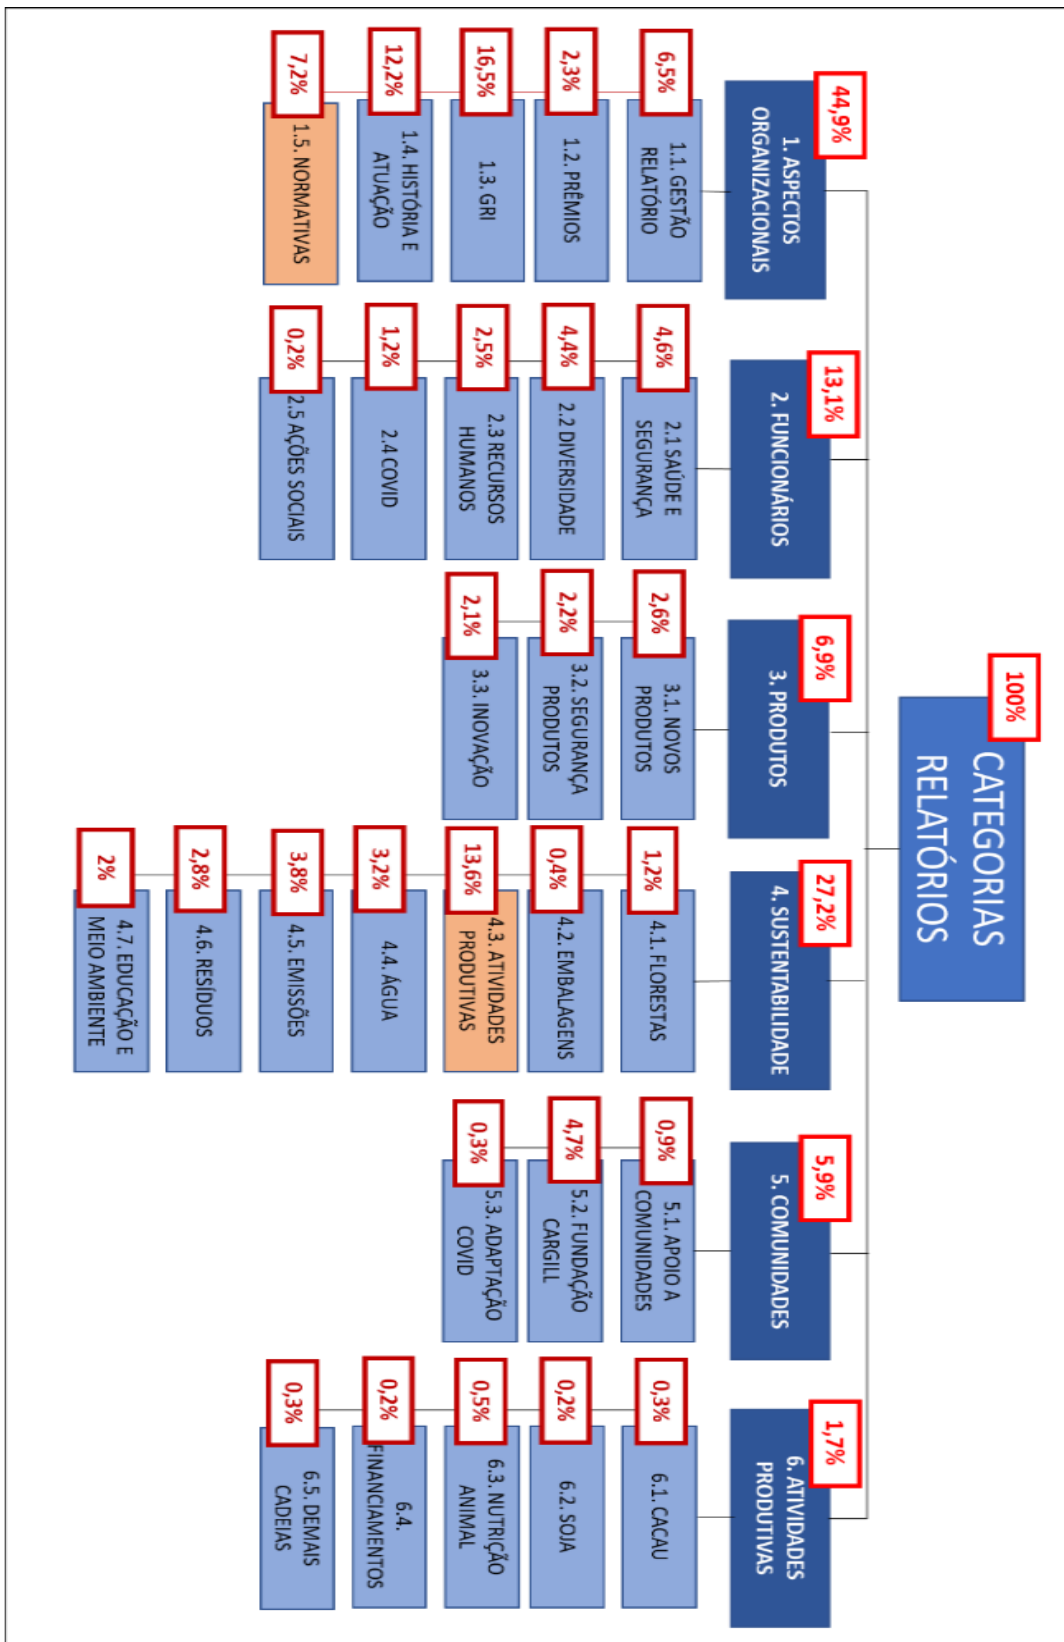 100%
CATEGORIAS
RELATÓRIOS
44,9%
1. ASPECTOS
ORGANIZACIONAIS
6,5%
1.1. GESTÃO
RELATÓRIO
2,3%
1.2. PRÊMIOS
16,5%
1.3. GRI
12,2%
1.4. HISTÓRIA E
ATUAÇÃO
7,2%
1.5. NORMATIVAS
13,1%
2. FUNCIONÁRIOS
4,6%
2.1 SAÚDE E
SEGURANÇA
4,4%
2.2 DIVERSIDADE
2,5%
2.3 RECURSOS
HUMANOS
1,2%
2.4 COVID
0,2%
2.5 AÇÕES SOCIAIS
6,9%
3. PRODUTOS
2,6%
3.1. NOVOS
PRODUTOS
2,2%
3.2. SEGURANÇA
PRODUTOS
2,1%
3.3. INOVAÇÃO
27,2%
4. SUSTENTABILIDADE
1,2%
4.1. FLORESTAS
0,4%
4.2. EMBALAGENS
13,6%
4.3. ATIVIDADES
PRODUTIVAS
3,2%
4.4. ÁGUA
3,8%
4.5. EMISSÕES
2,8%
4.6. RESÍDUOS
2%
4.7. EDUCAÇÃO E
MEIO AMBIENTE
5,9%
5. COMUNIDADES
0,9%
5.1. APOIO A
COMUNIDADES
4,7%
5.2. FUNDAÇÃO
CARGILL
0,3%
5.3. ADAPTAÇÃO
COVID
1,7%
6. ATIVIDADES
PRODUTIVAS
0,3%
6.1. CACAU
0,2%
6.2. SOJA
0,5%
6.3. NUTRIÇÃO
ANIMAL
0,2%
6.4.
FINANCIAMENTOS
0,3%
6.5. DEMAIS
CADEIAS